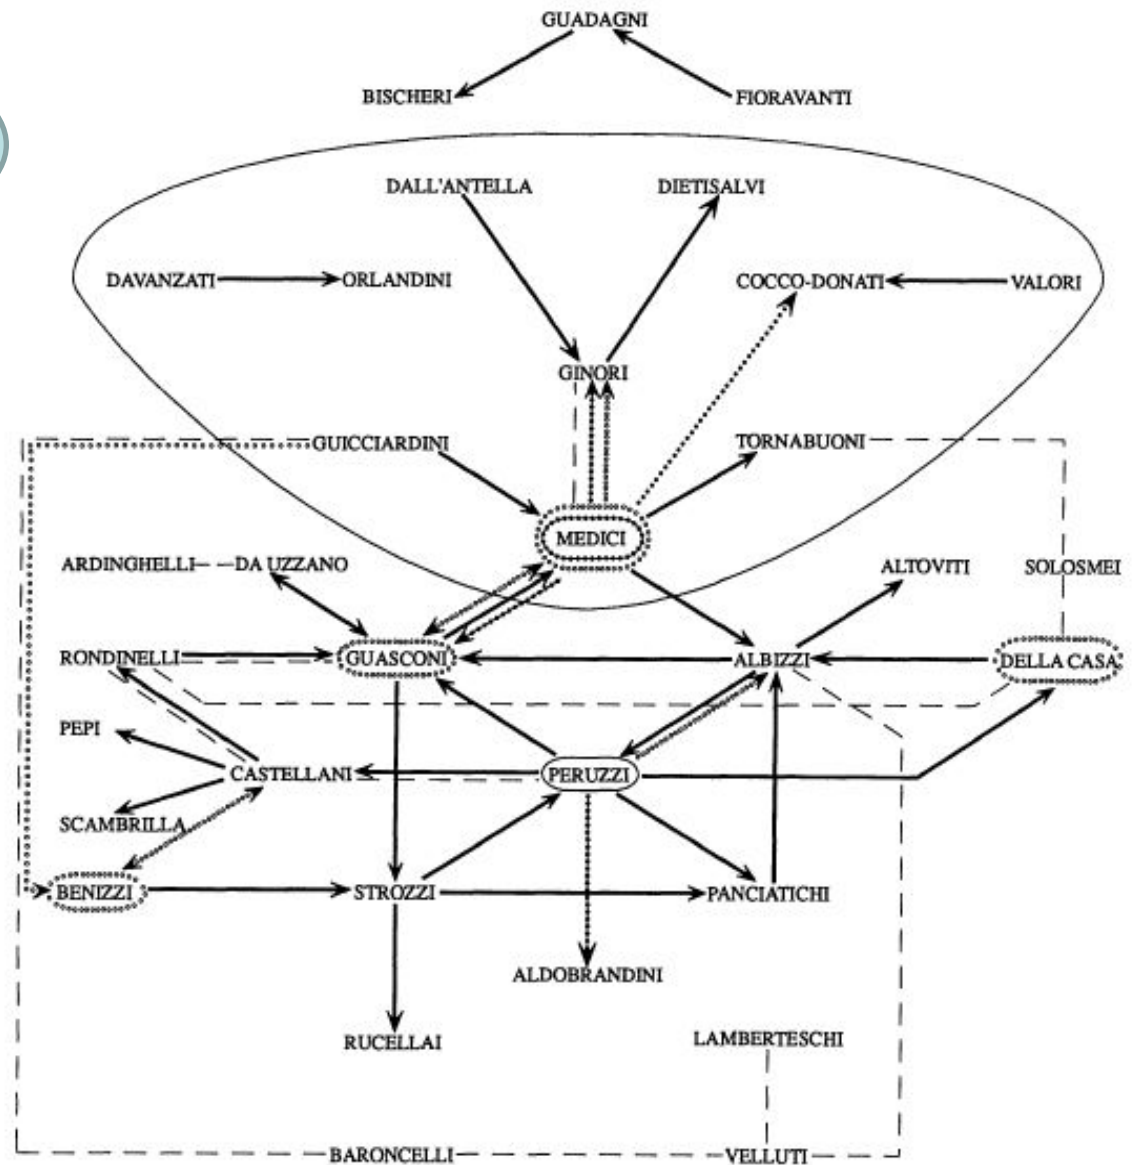 GUADAGNI
BISCHERI
FIORAVANTI
DALL'ANTELLA
DIETISALVI
DAVANZATI
ORLANDINI
COCCO-DONATI
VALORI
GINORI
GUICCIARDINI
TORNABUONI
MEDICI
ARDINGHELLI
DA UZZANO
ALTOVITI
SOLOSMEI
RONDINELLI
GUASCONI
ALBIZZI
DELLA CASA
PEPI
CASTELLANI
PERUZZI
SCAMBRILLA
BENIZZI
STROZZI
PANCIATICHI
ALDOBRANDINI
RUCELLAI
LAMBERTESCHI
BARONCELLI
VELLUTI